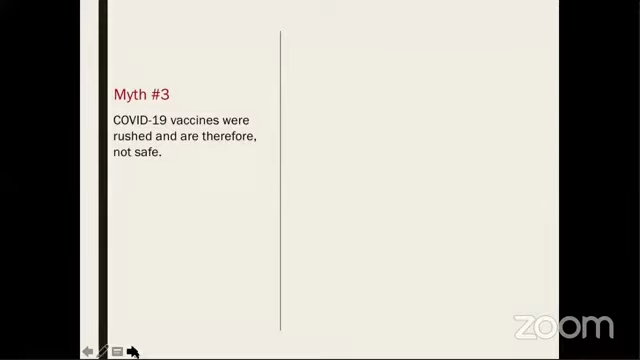 Myth #3
COVID-19 vaccines were
rushed and are therefore,
not safe.
zoom